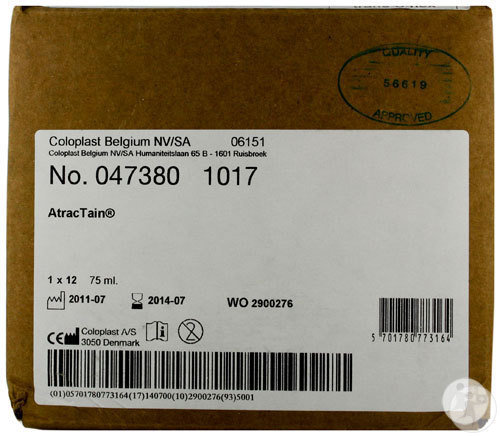 QUALITY
56619
APPROVED
Coloplast Belgium NV/SA 06151
Coloplast Belgium NV/SA Humaniteitslaan 65 B - 1601 Ruisbroek
No. 047380 1017
AtracTain®
1 x 12 75 ml.
2011-07 2014-07 WO 2900276
5 701780 773164
CE Coloplast A/S
3050 Denmark
(01)05701780773164(17)140700(10)2900276(93)5001